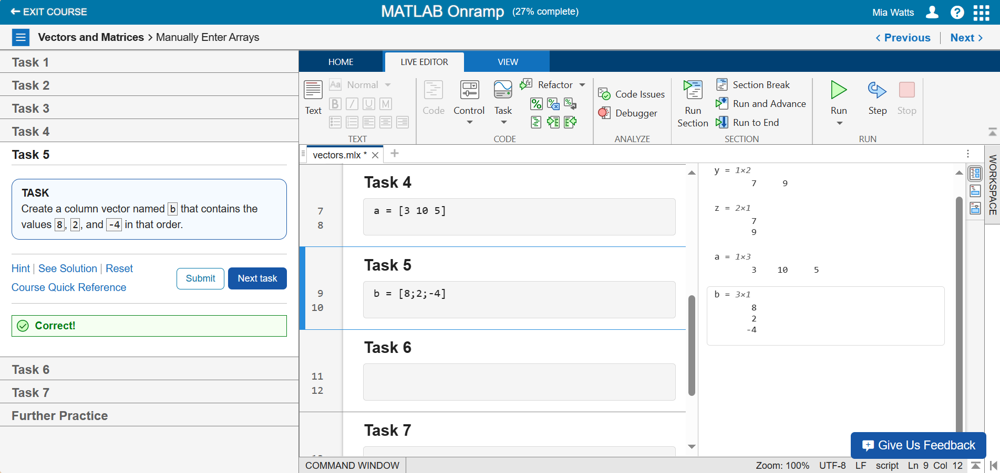 EXIT COURSE
MATLAB Onramp (27% complete)
Mia Watts
Vectors and Matrices > Manually Enter Arrays
< Previous
Next >
Task 1
Task 2
Task 3
Task 4
Task 5
TASK
Create a column vector named b that contains the
values 8, 2, and -4 in that order.
Hint | See Solution | Reset
Course Quick Reference
Submit
Next task
Correct!
Task 6
Task 7
Further Practice
HOME
LIVE EDITOR
VIEW
Text
Aa Normal
B I U M
TEXT
Code
Control
Task
Refactor
CODE
Code Issues
Debugger
ANALYZE
Run
Section
Section Break
Run and Advance
Run to End
SECTION
Run
Step
Stop
RUN
vectors.mlx *
WORKSPACE
Task 4
7 a = [3 10 5]
8
Task 5
9 b = [8;2;-4]
10
Task 6
11
12
Task 7
y = 1×2
7 9
z = 2×1
7
9
a = 1×3
3 10 5
b = 3×1
8
2
-4
Give Us Feedback
COMMAND WINDOW
Zoom: 100% UTF-8 LF script Ln 9 Col 12